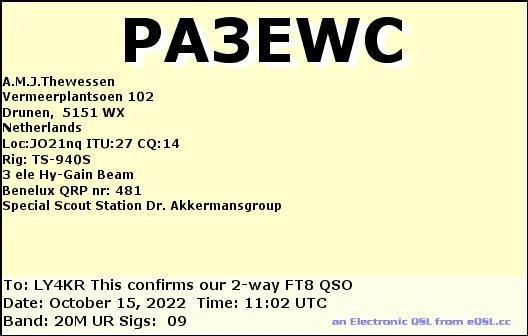 PA3EWC
A.M.J.Thewessen
Vermeerplantsoen 102
Drunen,  5151 WX
Netherlands
Loc:JO21nq ITU:27 CQ:14
Rig: TS-940S
3 ele Hy-Gain Beam
Benelux QRP nr: 481
Special Scout Station Dr. Akkermansgroup
To: LY4KR This confirms our 2-way FT8 QSO
Date: October 15, 2022  Time: 11:02 UTC
Band: 20M UR Sigs:  09
an Electronic QSL from eQSL.cc